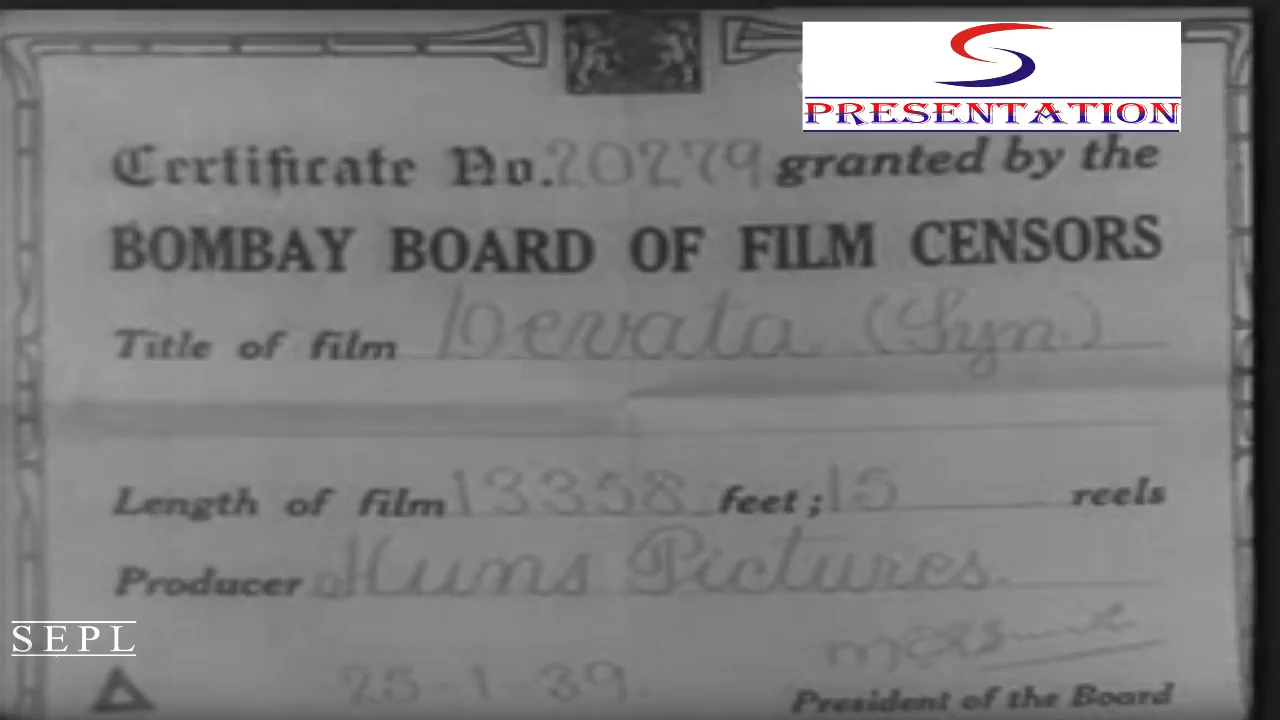 PRESENTATION
Certificate No. 20279 granted by the
BOMBAY BOARD OF FILM CENSORS
Title of film Devata (Syn.)
Length of film 13358 feet; 15 reels
Producer Huns Pictures.
SEPL
25-1-39.
President of the Board